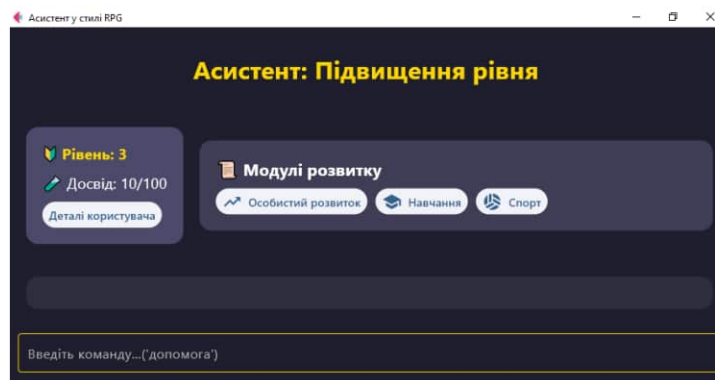 Асистент у стилі RPG
Асистент: Підвищення рівня
Рівень: 3
Досвід: 10/100
Деталі користувача
Модулі розвитку
Особистий розвиток
Навчання
Спорт
Введіть команду...('допомога')